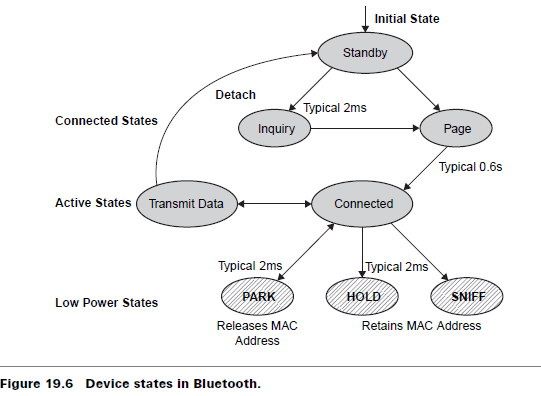 Initial State
Standby
Detach
Typical 2ms
Connected States
Inquiry
Page
Typical 0.6s
Active States
Transmit Data
Connected
Typical 2ms
Typical 2ms
Low Power States
PARK
HOLD
SNIFF
Releases MAC
Address
Retains MAC Address
Figure 19.6 Device states in Bluetooth.